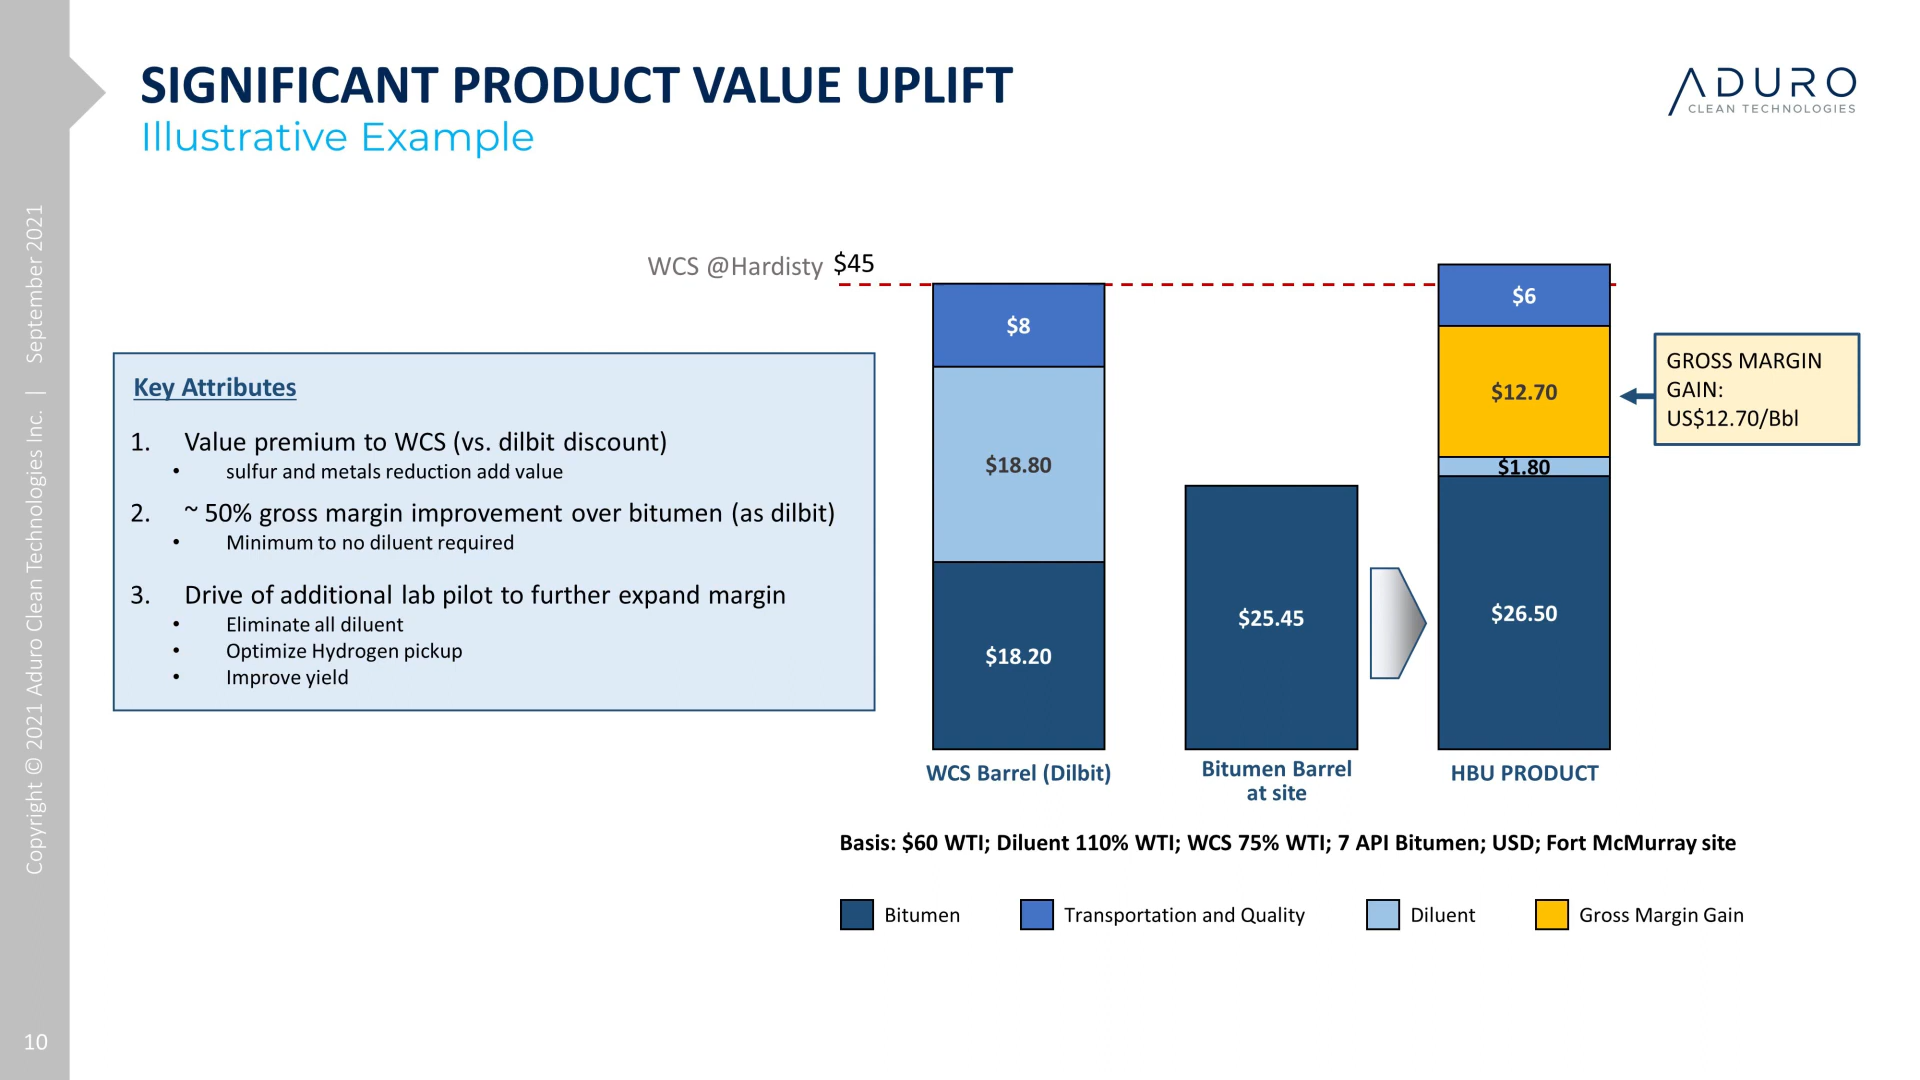 SIGNIFICANT PRODUCT VALUE UPLIFT
Illustrative Example
ADURO
CLEAN TECHNOLOGIES
Copyright © 2021 Aduro Clean Technologies Inc. | September 2021
WCS @Hardisty $45
Key Attributes
1. Value premium to WCS (vs. dilbit discount)
• sulfur and metals reduction add value
2. ~ 50% gross margin improvement over bitumen (as dilbit)
• Minimum to no diluent required
3. Drive of additional lab pilot to further expand margin
• Eliminate all diluent
• Optimize Hydrogen pickup
• Improve yield
$8
$18.80
$18.20
WCS Barrel (Dilbit)
$25.45
Bitumen Barrel
at site
$6
$12.70
$1.80
$26.50
HBU PRODUCT
GROSS MARGIN
GAIN:
US$12.70/Bbl
Basis: $60 WTI; Diluent 110% WTI; WCS 75% WTI; 7 API Bitumen; USD; Fort McMurray site
Bitumen
Transportation and Quality
Diluent
Gross Margin Gain
10